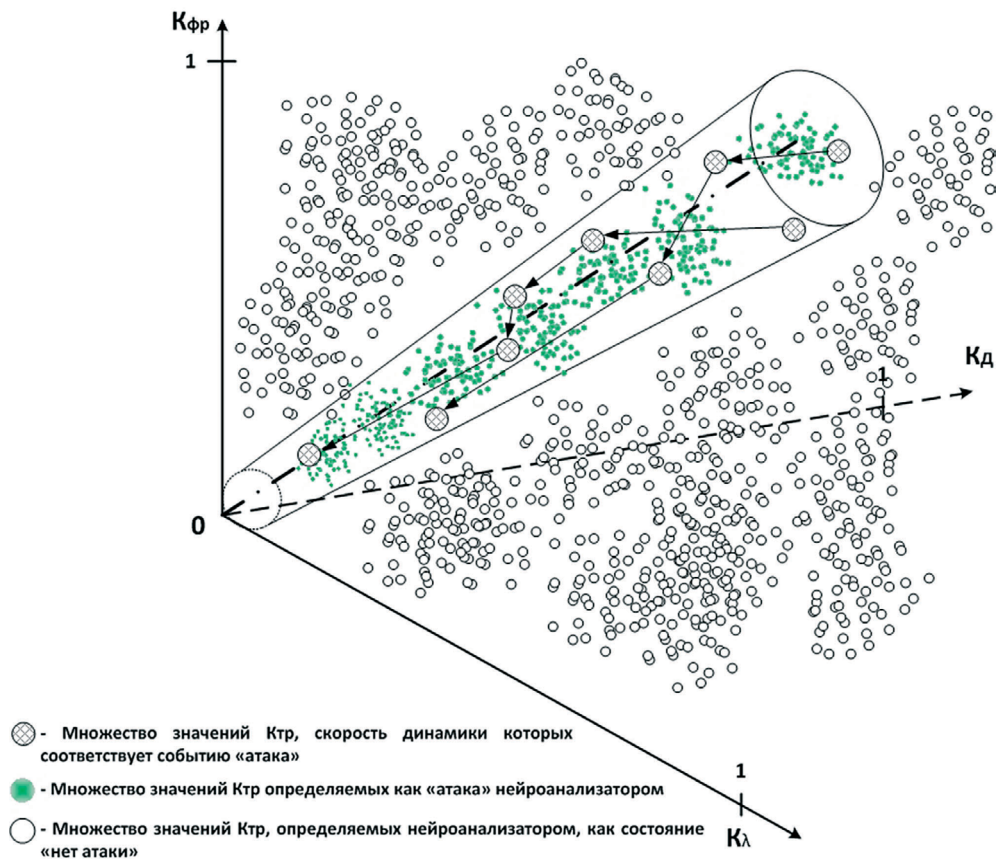 Кфр
1
Кд
1
0
1
Кλ
- Множество значений Ктр, скорость динамики которых
соответствует событию «атака»
- Множество значений Ктр определяемых как «атака» нейроанализатором
- Множество значений Ктр, определяемых нейроанализатором, как состояние
«нет атаки»